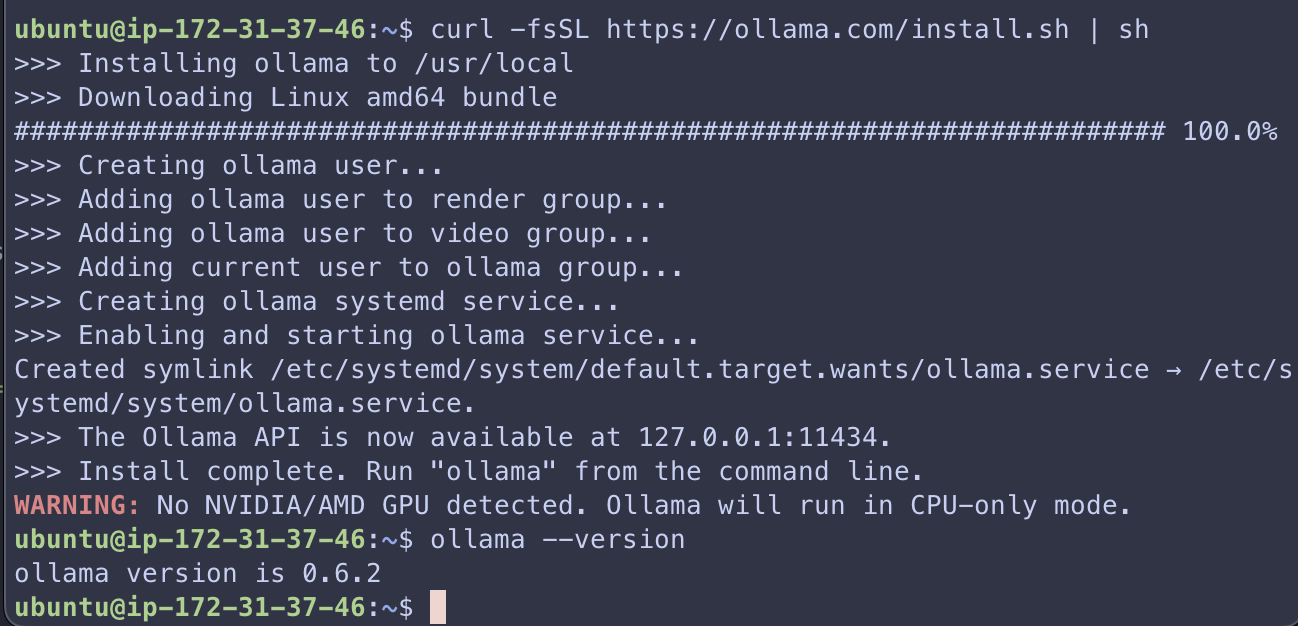 ubuntu@ip-172-31-37-46:~$ curl -fsSL https://ollama.com/install.sh | sh
>>> Installing ollama to /usr/local
>>> Downloading Linux amd64 bundle
######################################################################## 100.0%
>>> Creating ollama user...
>>> Adding ollama user to render group...
>>> Adding ollama user to video group...
>>> Adding current user to ollama group...
>>> Creating ollama systemd service...
>>> Enabling and starting ollama service...
Created symlink /etc/systemd/system/default.target.wants/ollama.service → /etc/s
ystemd/system/ollama.service.
>>> The Ollama API is now available at 127.0.0.1:11434.
>>> Install complete. Run "ollama" from the command line.
WARNING: No NVIDIA/AMD GPU detected. Ollama will run in CPU-only mode.
ubuntu@ip-172-31-37-46:~$ ollama --version
ollama version is 0.6.2
ubuntu@ip-172-31-37-46:~$